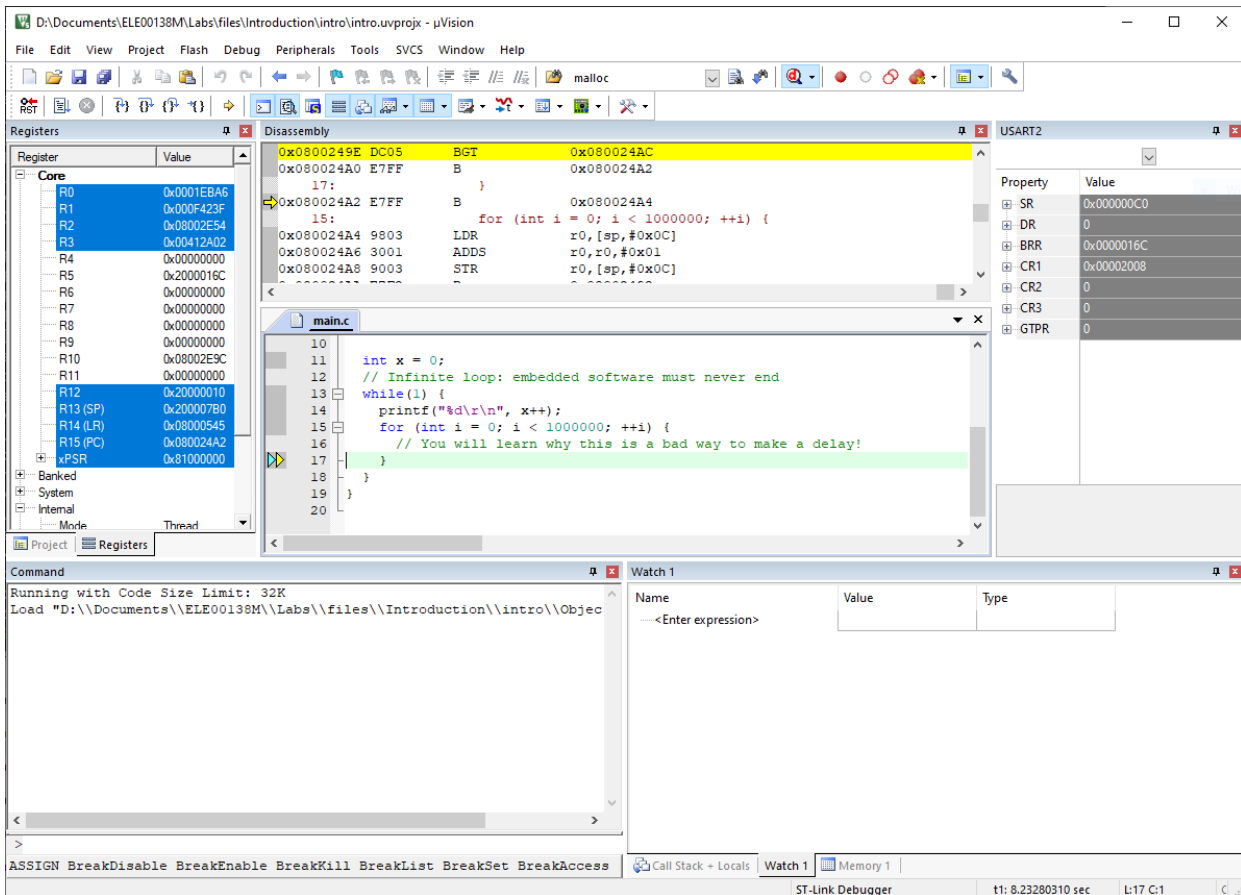 D:\Documents\ELE00138M\Labs\files\Introduction\intro\intro.uvprojx - µVision
File Edit View Project Flash Debug Peripherals Tools SVCS Window Help
malloc
RST
Registers
Register Value
Core
R0 0x0001EBA6
R1 0x000F423F
R2 0x08002E54
R3 0x00412A02
R4 0x00000000
R5 0x2000016C
R6 0x00000000
R7 0x00000000
R8 0x00000000
R9 0x00000000
R10 0x08002E9C
R11 0x00000000
R12 0x20000010
R13 (SP) 0x200007B0
R14 (LR) 0x08000545
R15 (PC) 0x080024A2
xPSR 0x81000000
Banked
System
Internal
Mode Thread
Project Registers
Disassembly
0x0800249E DC05 BGT 0x080024AC
0x080024A0 E7FF B 0x080024A2
17: }
0x080024A2 E7FF B 0x080024A4
15: for (int i = 0; i < 1000000; ++i) {
0x080024A4 9803 LDR r0,[sp,#0x0C]
0x080024A6 3001 ADDS r0,r0,#0x01
0x080024A8 9003 STR r0,[sp,#0x0C]
main.c
10
11 int x = 0;
12 // Infinite loop: embedded software must never end
13 while(1) {
14 printf("%d\r\n", x++);
15 for (int i = 0; i < 1000000; ++i) {
16 // You will learn why this is a bad way to make a delay!
17 }
18 }
19 }
20
USART2
Property Value
SR 0x000000C0
DR 0
BRR 0x0000016C
CR1 0x00002008
CR2 0
CR3 0
GTPR 0
Command
Running with Code Size Limit: 32K
Load "D:\\Documents\\ELE00138M\\Labs\\files\\Introduction\\intro\\Objec
>
ASSIGN BreakDisable BreakEnable BreakKill BreakList BreakSet BreakAccess
Watch 1
Name Value Type
<Enter expression>
Call Stack + Locals Watch 1 Memory 1
ST-Link Debugger t1: 8.23280310 sec L:17 C:1